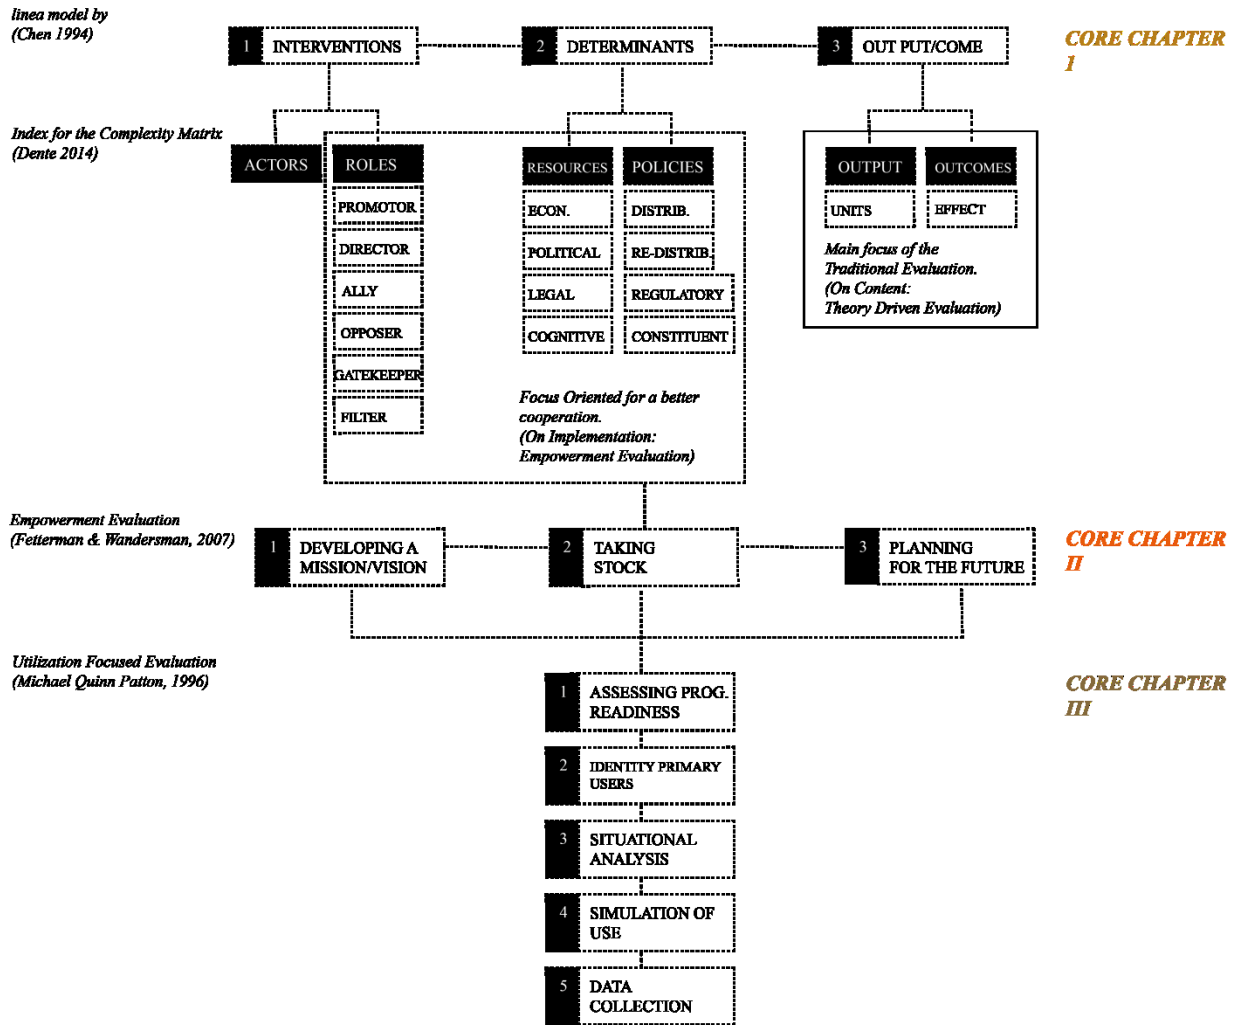 linea model by
(Chen 1994)
1 INTERVENTIONS
2 DETERMINANTS
3 OUT PUT/COME
CORE CHAPTER
I
Index for the Complexity Matrix
(Dente 2014)
ACTORS
ROLES
PROMOTOR
DIRECTOR
ALLY
OPPOSER
GATEKEEPER
FILTER
RESOURCES
ECON.
POLITICAL
LEGAL
COGNITIVE
POLICIES
DISTRIB.
RE-DISTRIB.
REGULATORY
CONSTITUENT
Focus Oriented for a better
cooperation.
(On Implementation:
Empowerment Evaluation)
OUTPUT
UNITS
OUTCOMES
EFFECT
Main focus of the
Traditional Evaluation.
(On Content:
Theory Driven Evaluation)
Empowerment Evaluation
(Fetterman & Wandersman, 2007)
1 DEVELOPING A
MISSION/VISION
2 TAKING
STOCK
3 PLANNING
FOR THE FUTURE
CORE CHAPTER
II
Utilization Focused Evaluation
(Michael Quinn Patton, 1996)
1 ASSESSING PROG.
READINESS
2 IDENTITY PRIMARY
USERS
3 SITUATIONAL
ANALYSIS
4 SIMULATION OF
USE
5 DATA
COLLECTION
CORE CHAPTER
III